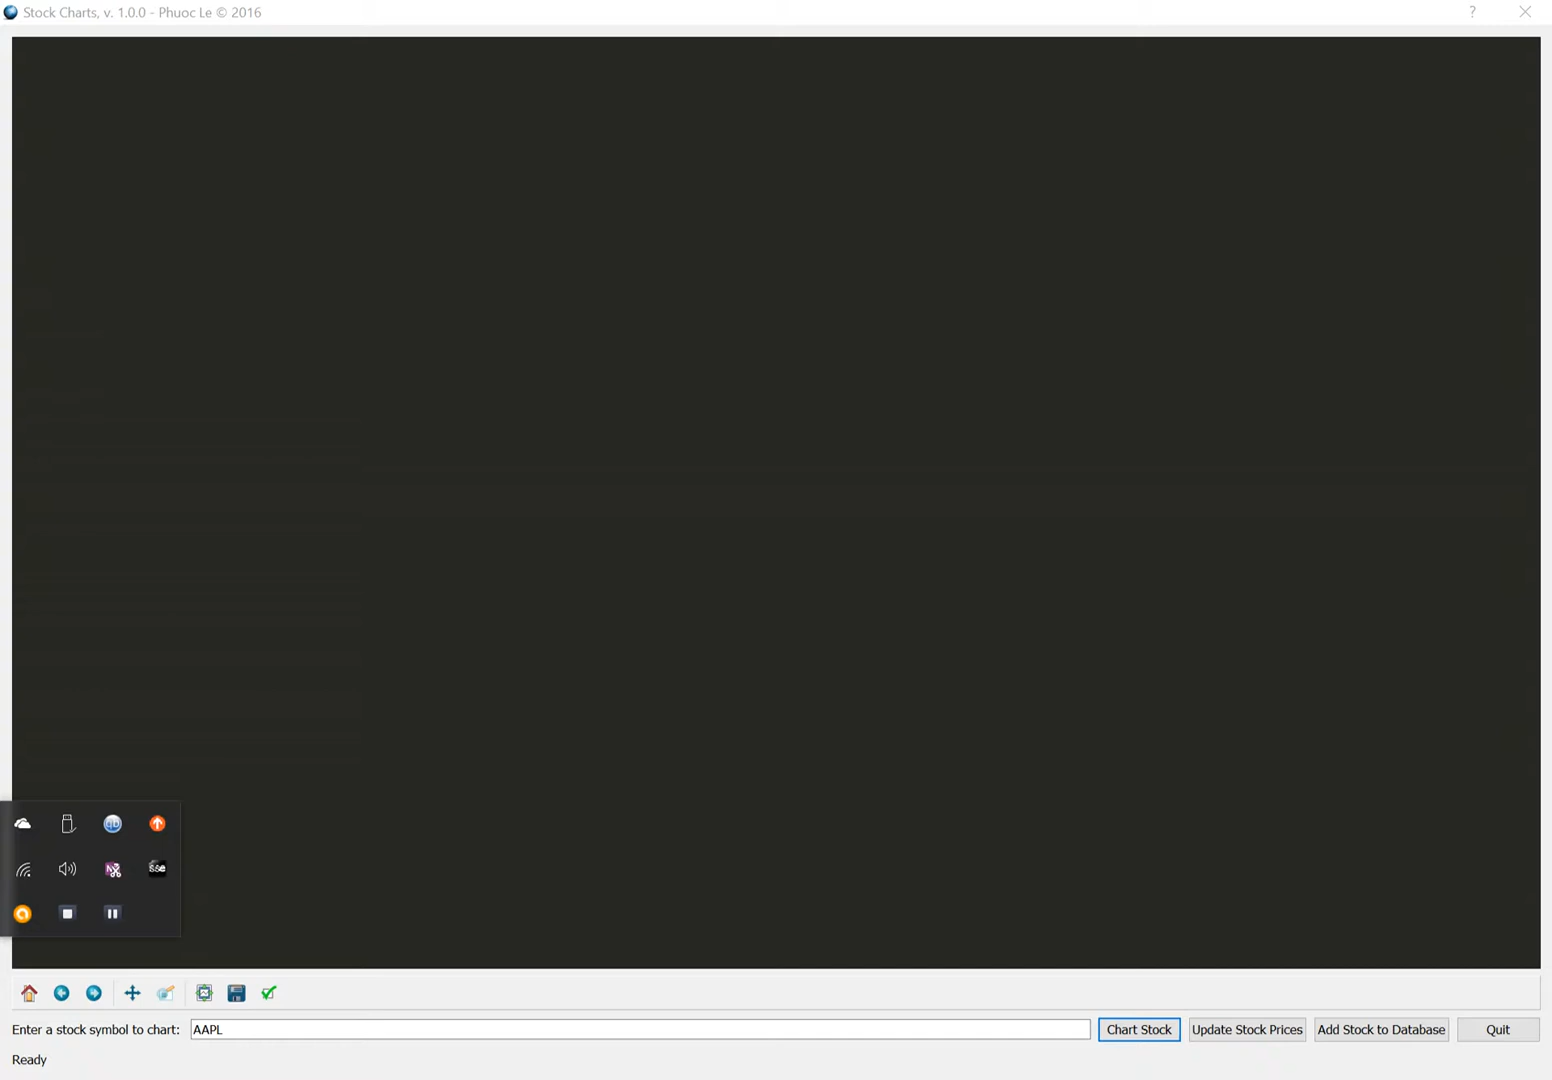 Stock Charts, v. 1.0.0 - Phuoc Le © 2016
?
sse
Enter a stock symbol to chart: AAPL Chart Stock Update Stock Prices Add Stock to Database Quit
Ready